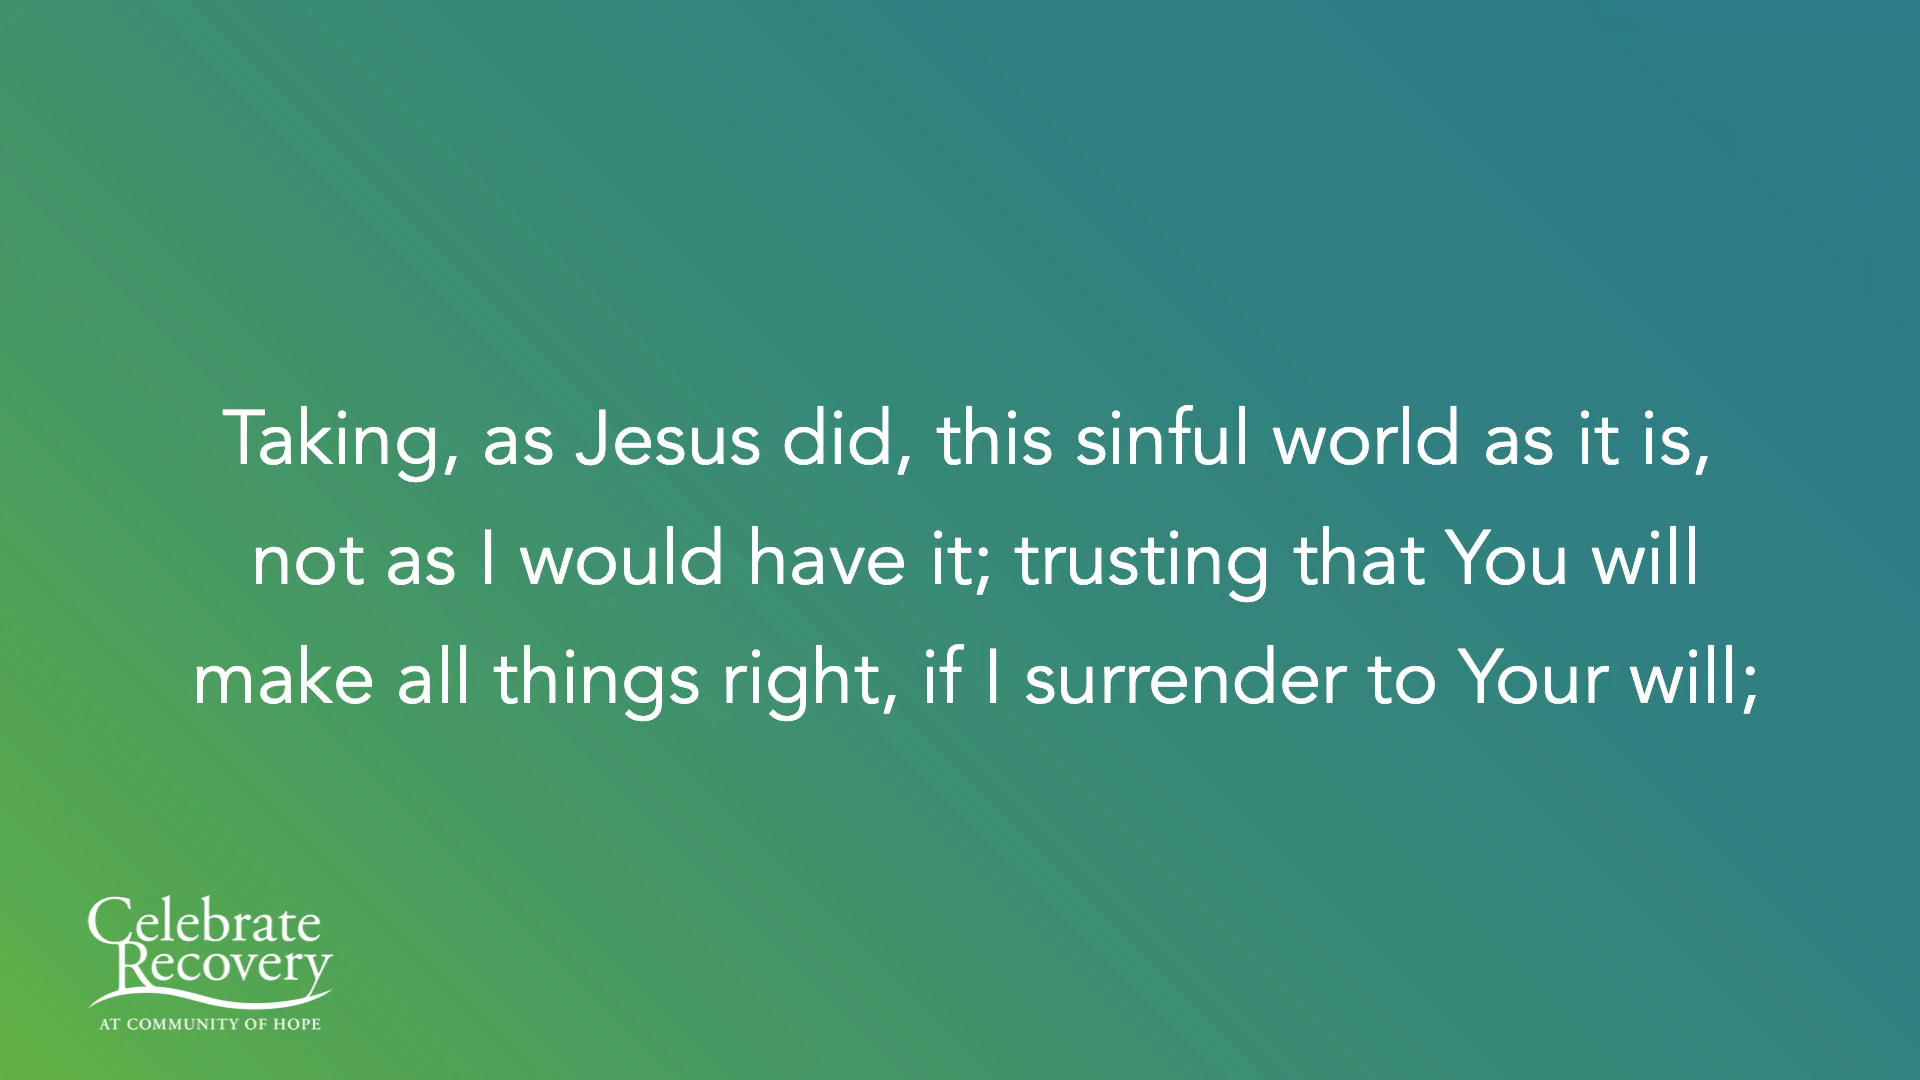 Taking, as Jesus did, this sinful world as it is,
not as I would have it; trusting that You will
make all things right, if I surrender to Your will;
Celebrate
Recovery
AT COMMUNITY OF HOPE